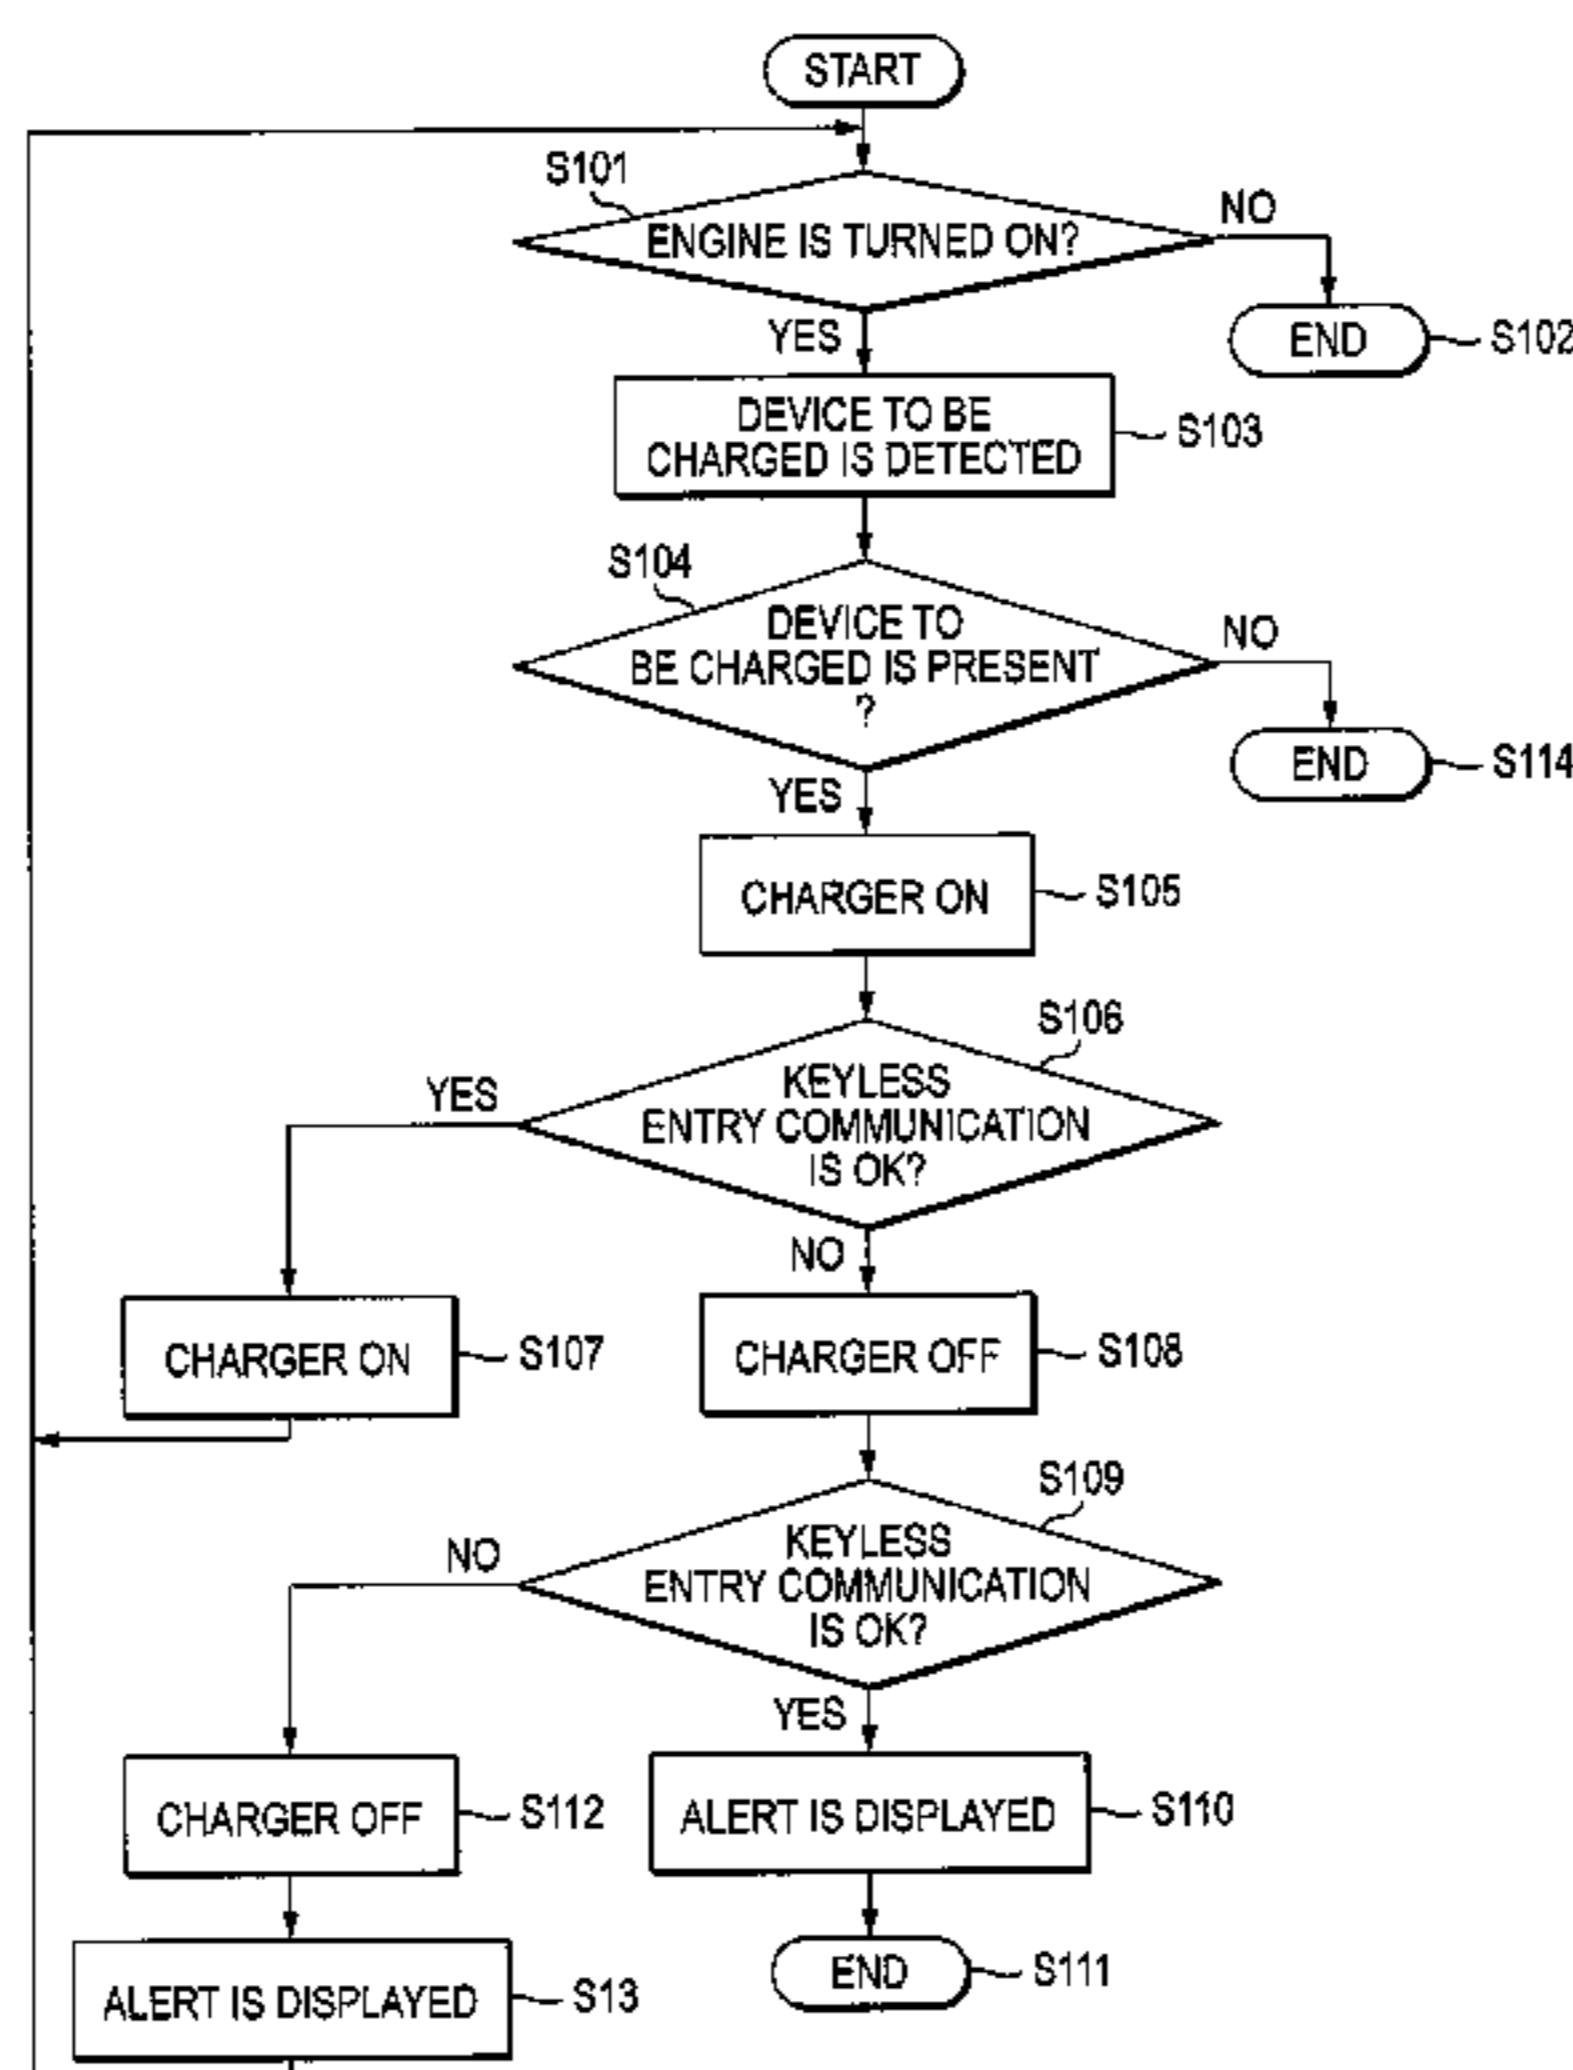 START
S101
ENGINE IS TURNED ON?
NO
YES
END
S102
DEVICE TO BE
CHARGED IS DETECTED
S103
S104
DEVICE TO
BE CHARGED IS PRESENT
?
NO
YES
END
S114
CHARGER ON
S105
S106
KEYLESS
ENTRY COMMUNICATION
IS OK?
YES
NO
CHARGER ON
S107
CHARGER OFF
S108
S109
KEYLESS
ENTRY COMMUNICATION
IS OK?
NO
YES
CHARGER OFF
S112
ALERT IS DISPLAYED
S110
END
S111
ALERT IS DISPLAYED
S13